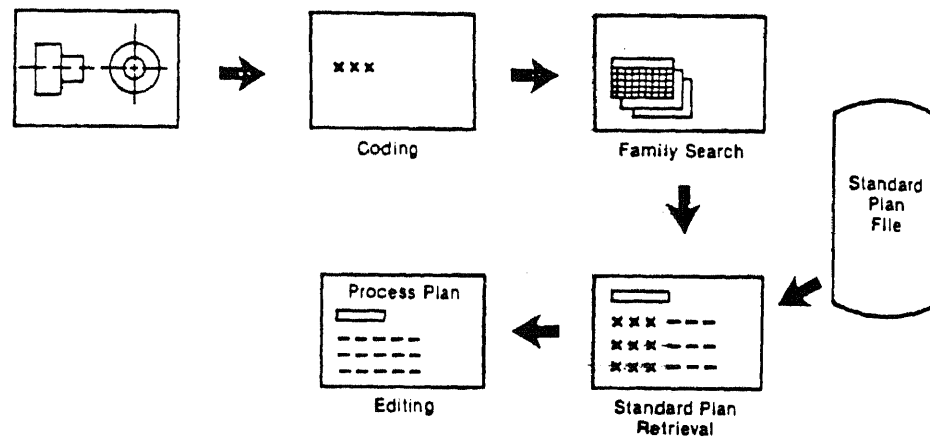 ×××
Coding
Family Search
Standard
Plan
File
Process Plan
Editing
××× – – –
××× – – –
××× – – –
Standard Plan
Retrieval